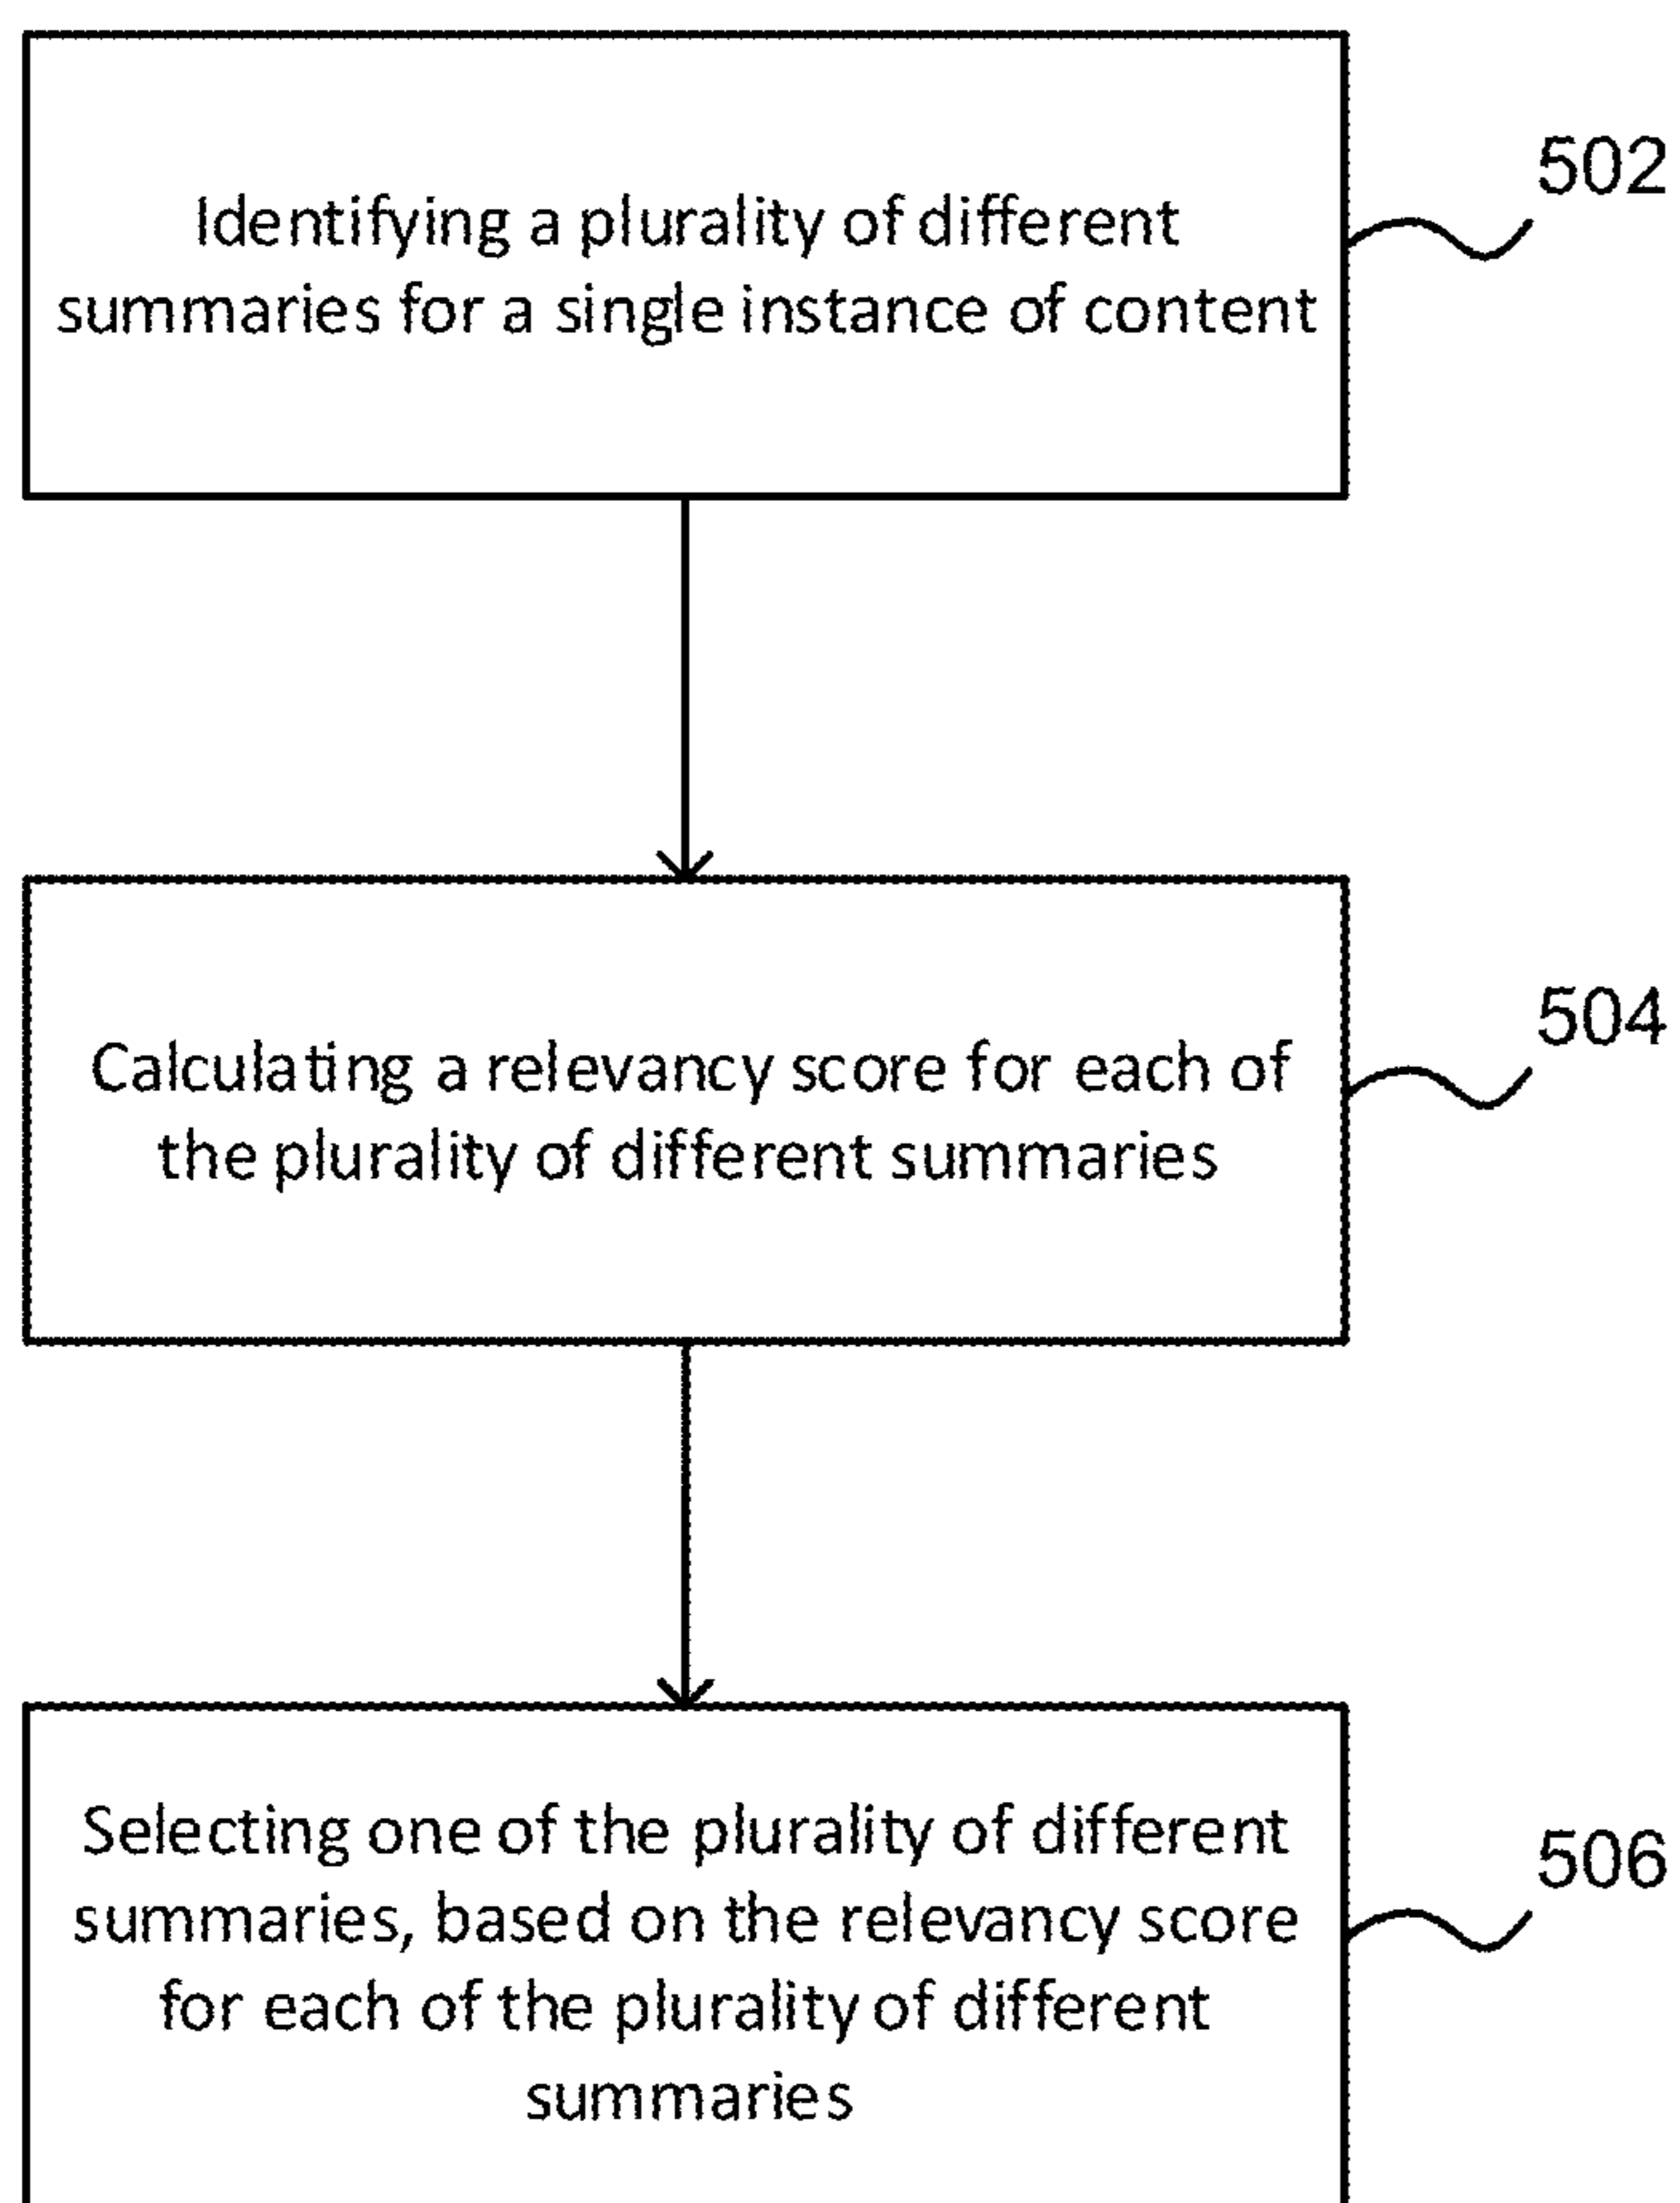 502
Identifying a plurality of different
summaries for a single instance of content
504
Calculating a relevancy score for each of
the plurality of different summaries
506
Selecting one of the plurality of different
summaries, based on the relevancy score
for each of the plurality of different
summaries